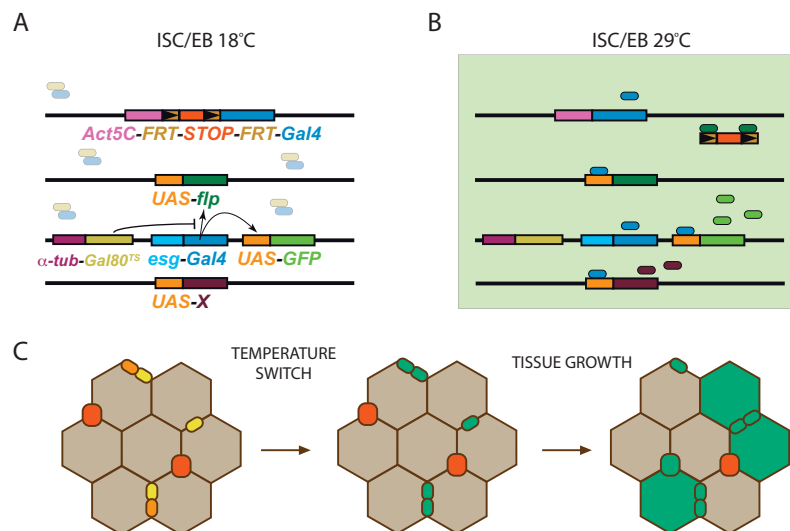 A
ISC/EB 18°C
Act5C-FRT-STOP-FRT-Gal4
UAS-flp
α-tub-Gal80ᵀˢ
esg-Gal4
UAS-GFP
UAS-X
B
ISC/EB 29°C
C
TEMPERATURE
SWITCH
TISSUE GROWTH